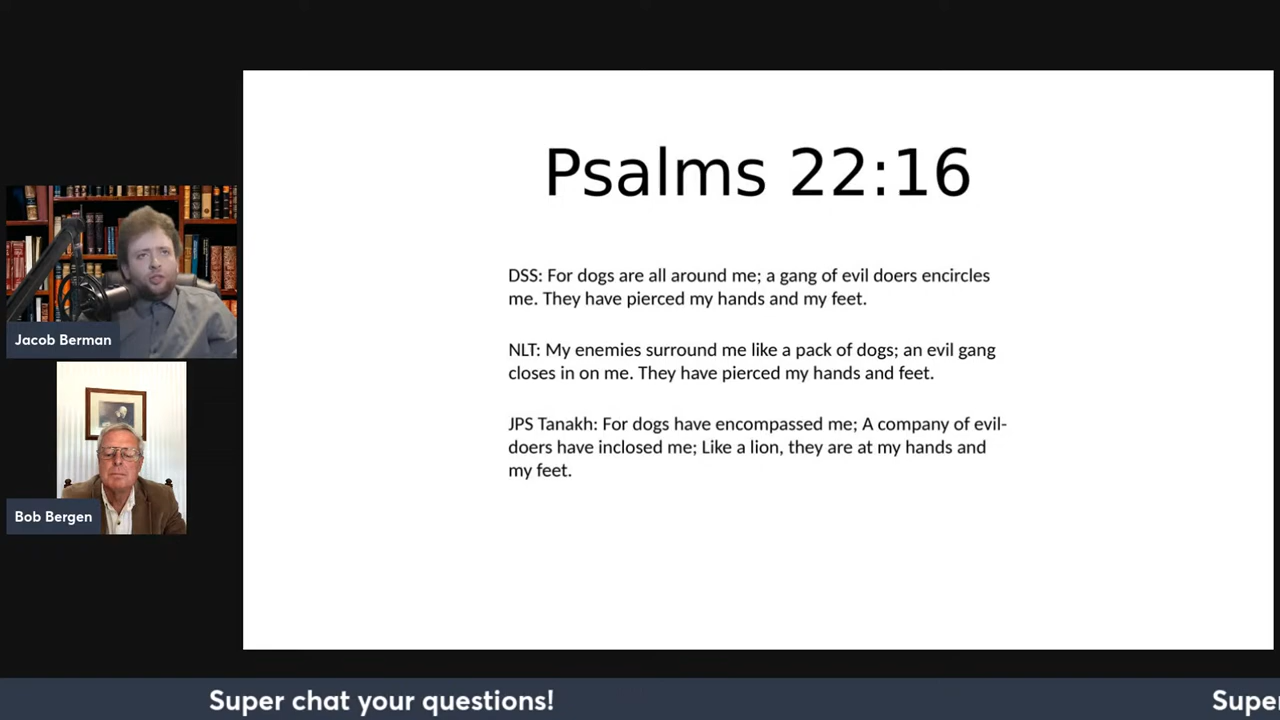 Psalms 22:16
DSS: For dogs are all around me; a gang of evil doers encircles
me. They have pierced my hands and my feet.
NLT: My enemies surround me like a pack of dogs; an evil gang
closes in on me. They have pierced my hands and feet.
JPS Tanakh: For dogs have encompassed me; A company of evil-
doers have inclosed me; Like a lion, they are at my hands and
my feet.
Jacob Berman
Bob Bergen
Super chat your questions!
Super